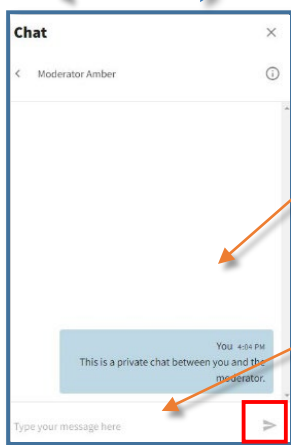 Chat
Moderator Amber
You 4:04 PM
This is a private chat between you and the
moderator.
Type your message here